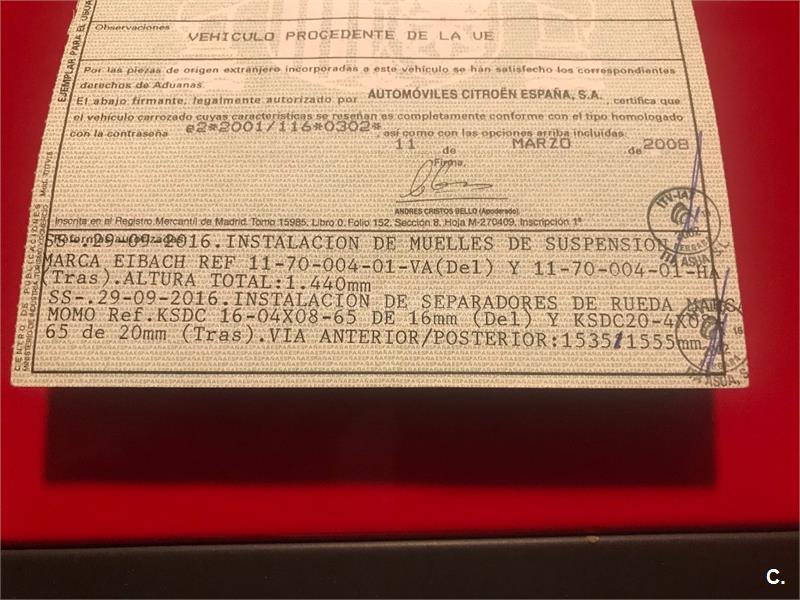 Observaciones
VEHICULO PROCEDENTE DE LA UE
Por las piezas de origen extranjero incorporadas a este vehículo se han satisfecho los correspondientes
derechos de Aduanas.
El abajo firmante, legalmente autorizado por AUTOMÓVILES CITROËN ESPAÑA, S.A., certifica que
el vehículo carrozado cuyas características se reseñan es completamente conforme con el tipo homologado
con la contraseña e2*2001/116*0302*, así como con las opciones arriba incluidas.
11 de MARZO de 2008
Firma,
ANDRES CRISTOS BELLO (Apoderado)
Inscrita en el Registro Mercantil de Madrid. Tomo 15985, Libro 0, Folio 152, Sección 8, Hoja M-270409, Inscripción 1ª
Reformas autorizadas
SS-.29-09-2016.INSTALACION DE MUELLES DE SUSPENSION
MARCA EIBACH REF 11-70-004-01-VA(Del) Y 11-70-004-01-HA
(Tras).ALTURA TOTAL:1.440mm
SS-.29-09-2016.INSTALACION DE SEPARADORES DE RUEDA MARCA
MOMO Ref.KSDC 16-04X08-65 DE 16mm (Del) Y KSDC20-4X08
65 de 20mm (Tras).VIA ANTERIOR/POSTERIOR:1535/1555mm
EJEMPLAR PARA EL
CENTRO DE PUBLICACIONES
C.